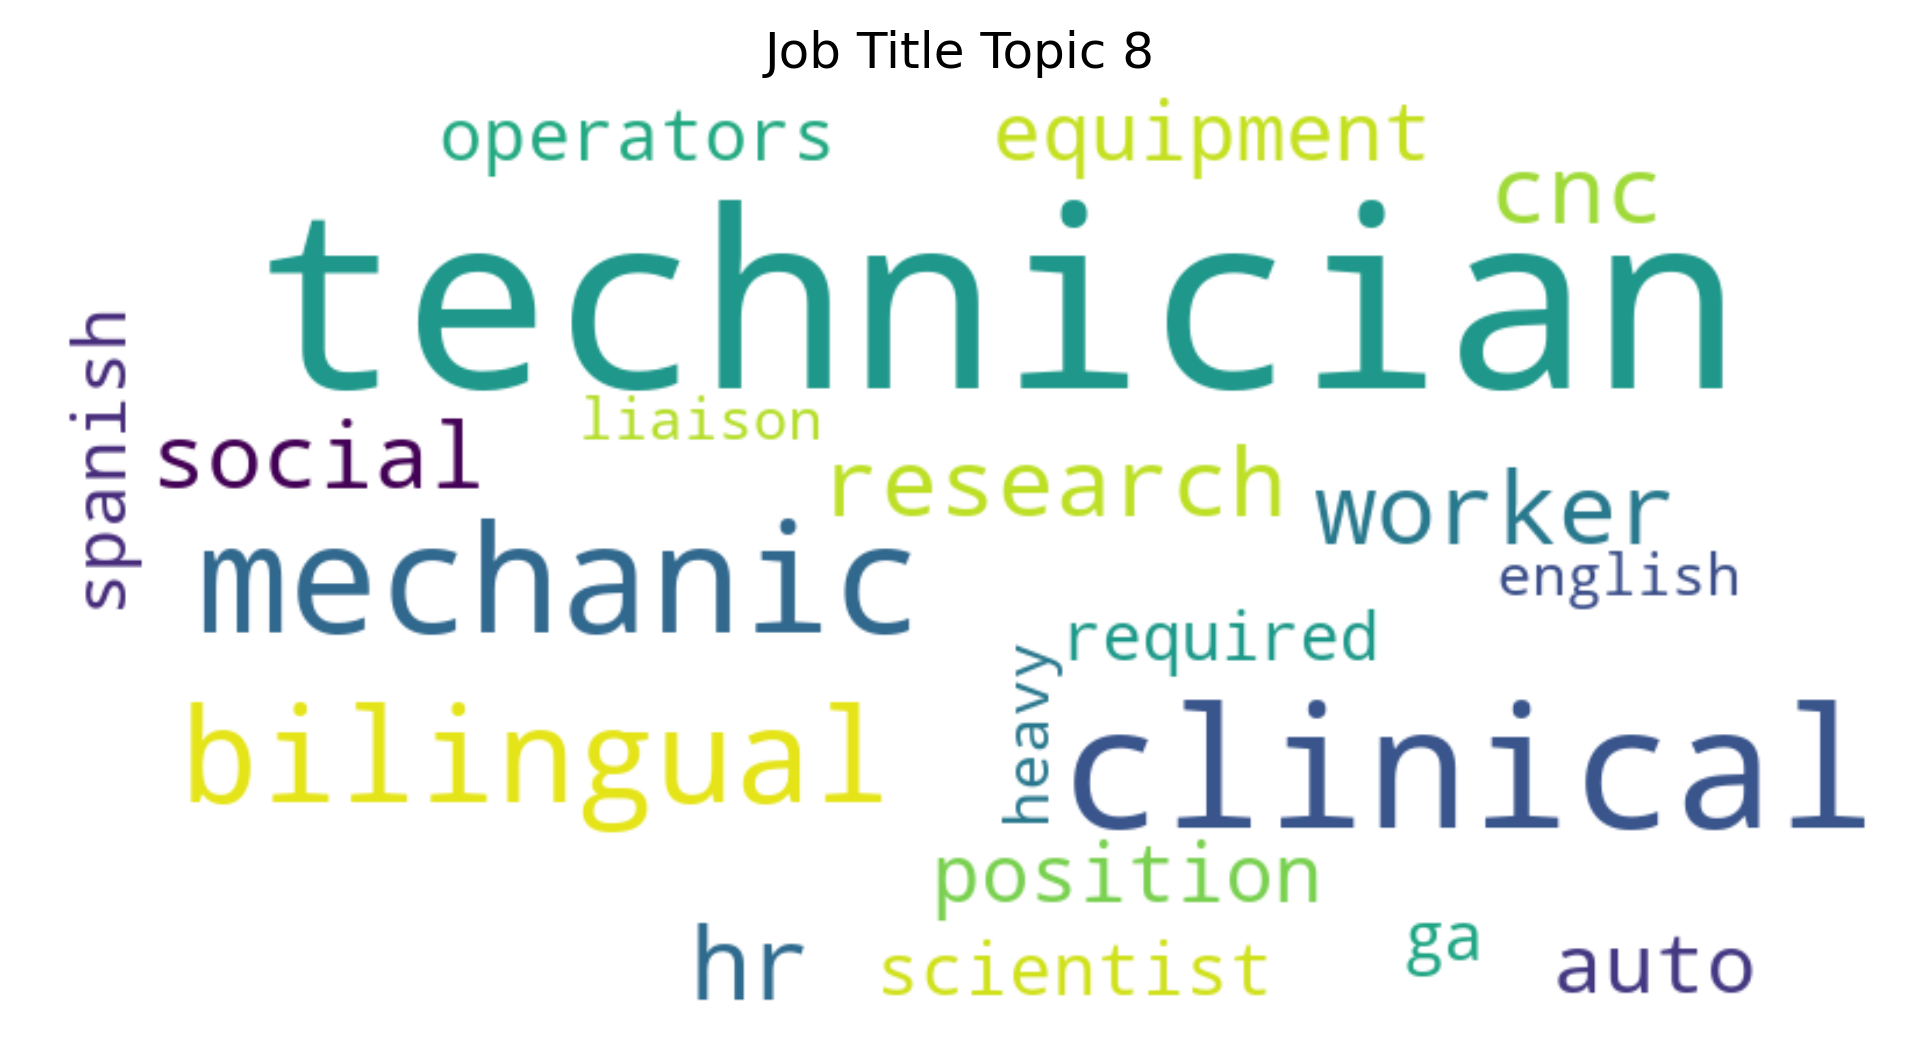 Job Title Topic 8
operators
equipment
cnc
technician
spanish
liaison
social
research
worker
mechanic
english
required
heavy
bilingual
clinical
position
hr
scientist
ga
auto